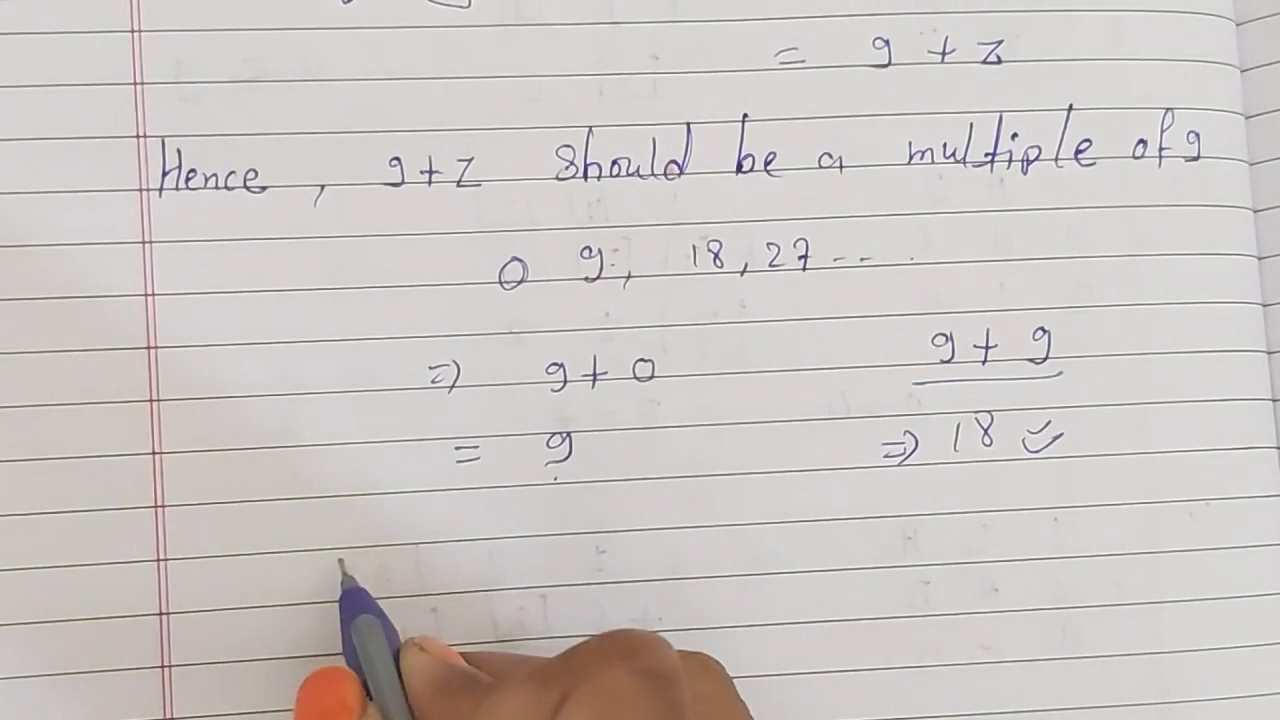 = 9 + z
Hence, 9+z should be a multiple of 9
0 9, 18, 27 - - .
=) 9 + 0
9 + 9
= 9
=) 18